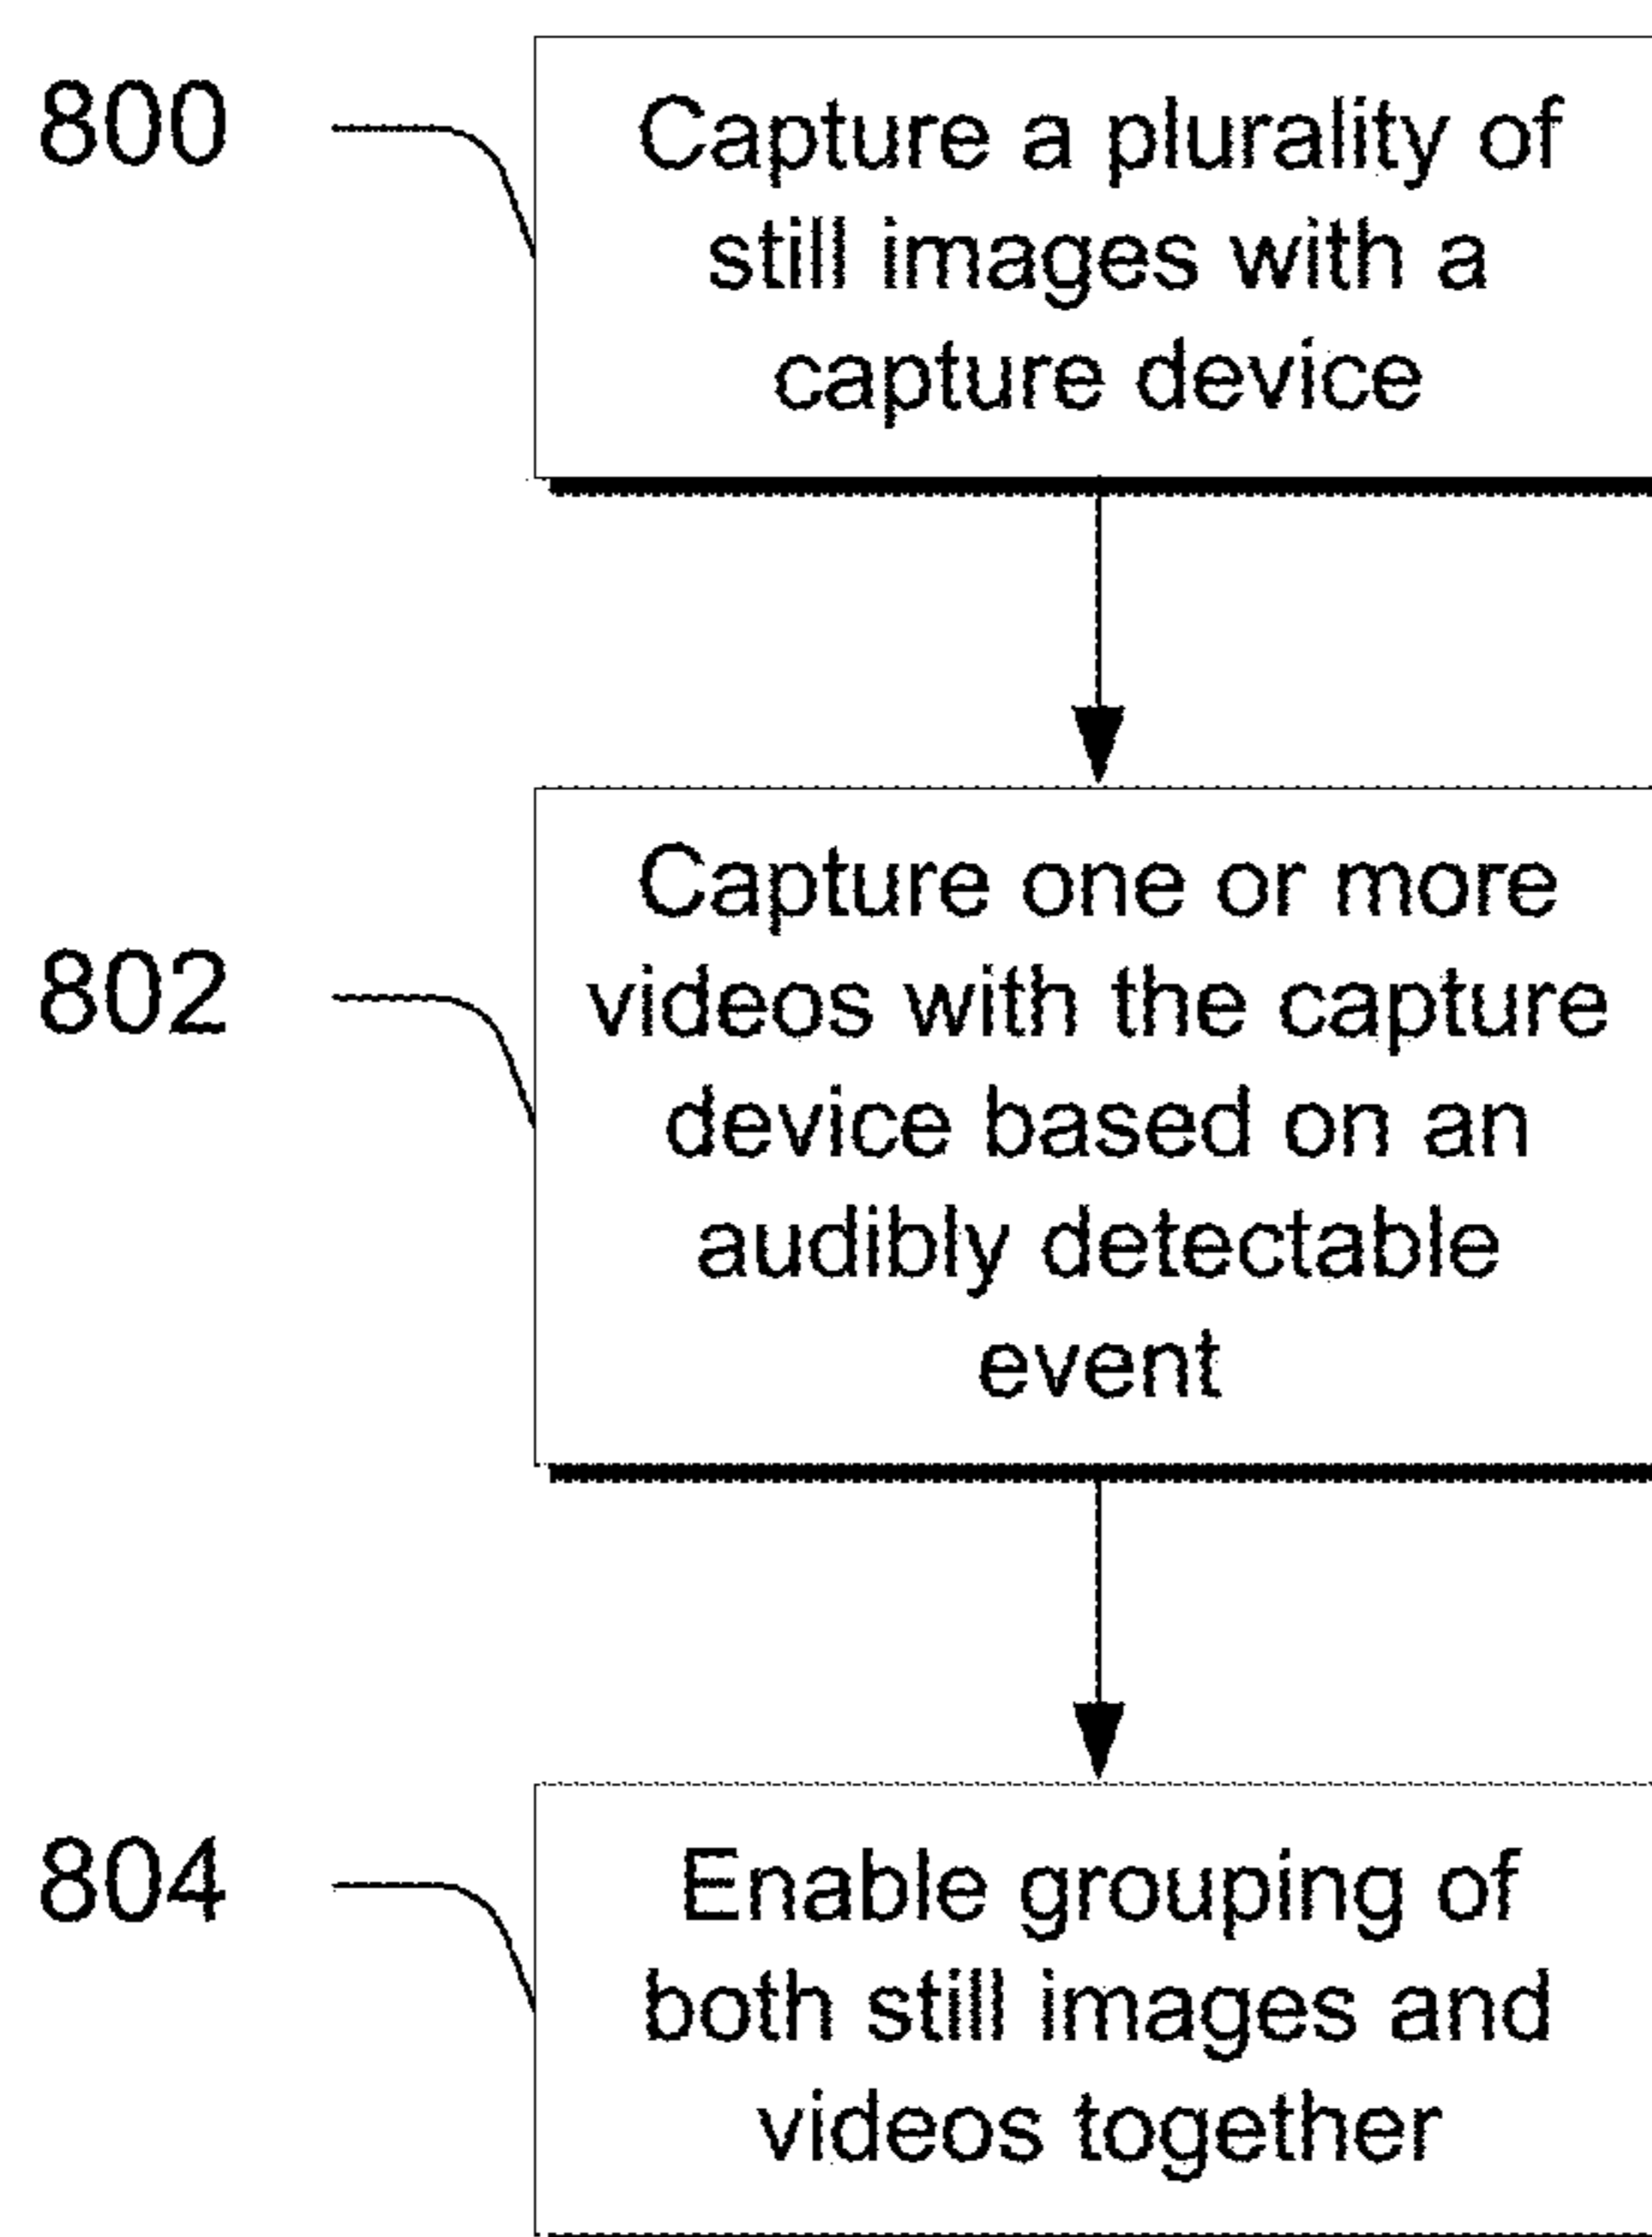 800
Capture a plurality of
still images with a
capture device
802
Capture one or more
videos with the capture
device based on an
audibly detectable
event
804
Enable grouping of
both still images and
videos together